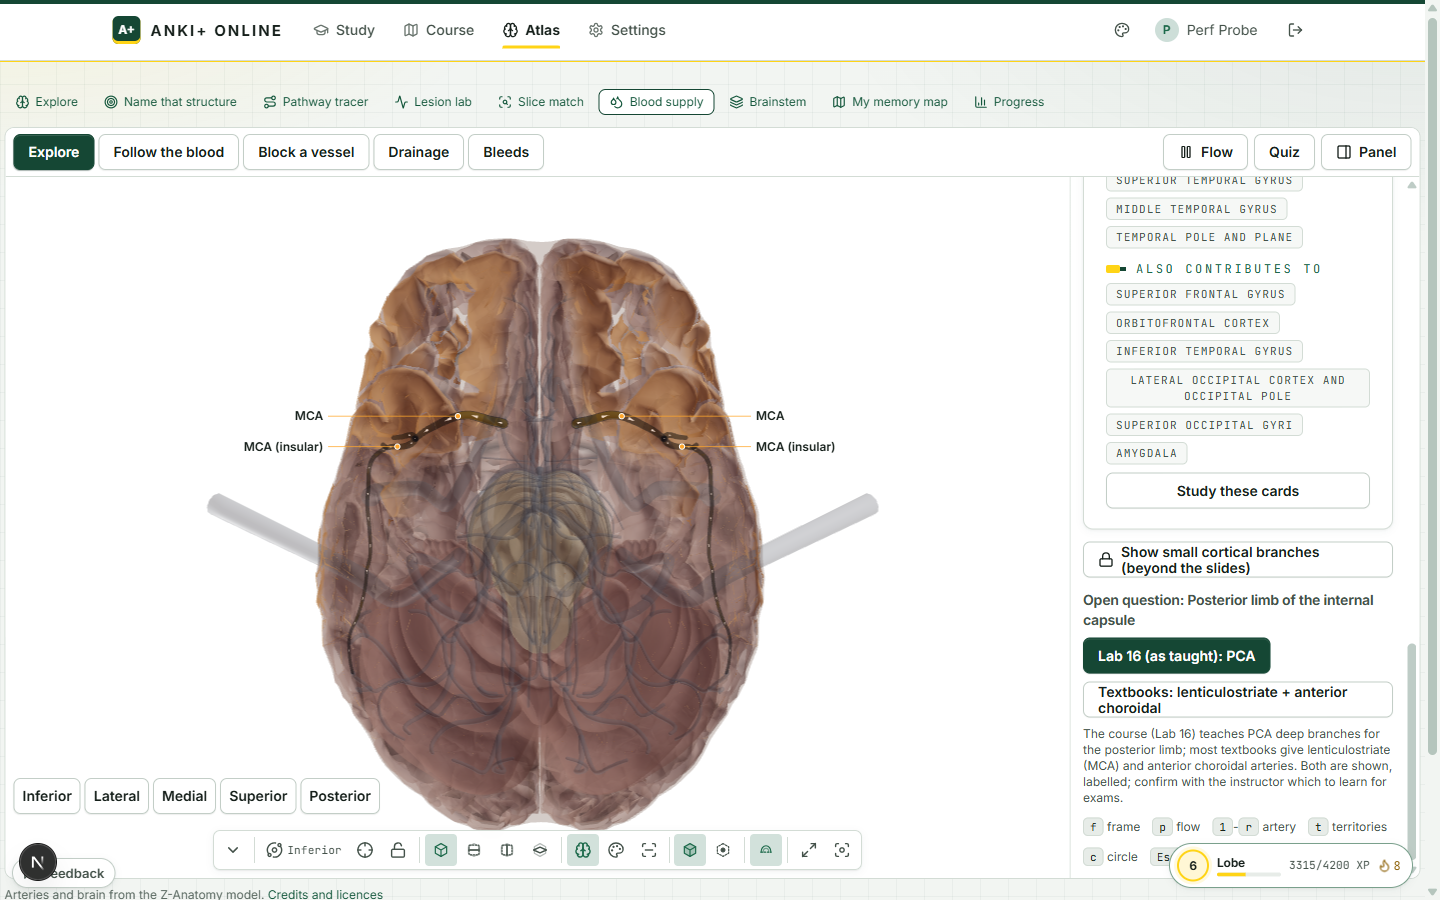 A+ ANKI+ ONLINE
Study
Course
Atlas
Settings
P Perf Probe
Explore
Name that structure
Pathway tracer
Lesion lab
Slice match
Blood supply
Brainstem
My memory map
Progress
Explore
Follow the blood
Block a vessel
Drainage
Bleeds
Flow
Quiz
Panel
MCA
MCA (insular)
MCA
MCA (insular)
SUPERIOR TEMPORAL GYRUS
MIDDLE TEMPORAL GYRUS
TEMPORAL POLE AND PLANE
ALSO CONTRIBUTES TO
SUPERIOR FRONTAL GYRUS
ORBITOFRONTAL CORTEX
INFERIOR TEMPORAL GYRUS
LATERAL OCCIPITAL CORTEX AND
OCCIPITAL POLE
SUPERIOR OCCIPITAL GYRI
AMYGDALA
Study these cards
Show small cortical branches
(beyond the slides)
Open question: Posterior limb of the internal
capsule
Lab 16 (as taught): PCA
Textbooks: lenticulostriate + anterior
choroidal
The course (Lab 16) teaches PCA deep branches for
the posterior limb; most textbooks give lenticulostriate
(MCA) and anterior choroidal arteries. Both are shown,
labelled; confirm with the instructor which to learn for
exams.
f frame p flow 1-r artery t territories
c circle Es
6 Lobe 3315/4200 XP 8
Inferior
Lateral
Medial
Superior
Posterior
Inferior
N
eedback
Arteries and brain from the Z-Anatomy model. Credits and licences